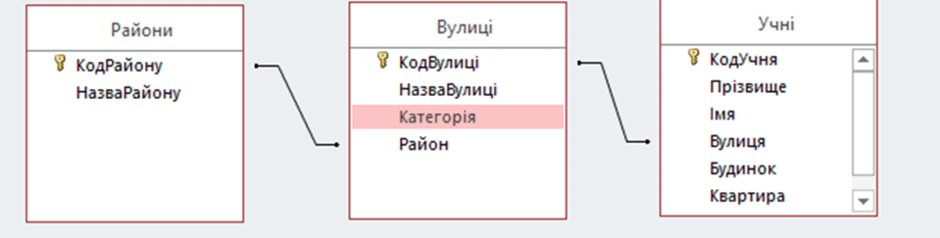 Райони
КодРайону
НазваРайону
Вулиці
КодВулиці
НазваВулиці
Категорія
Район
Учні
КодУчня
Прізвище
Імя
Вулиця
Будинок
Квартира